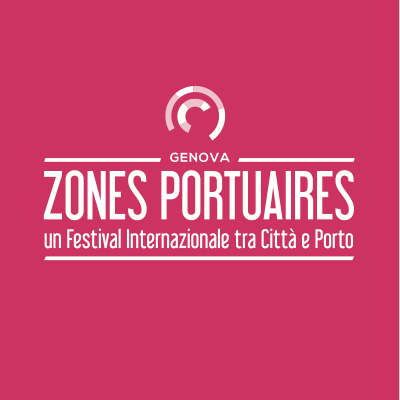 GENOVA
ZONES PORTUAIRES
un Festival Internazionale tra Città e Porto